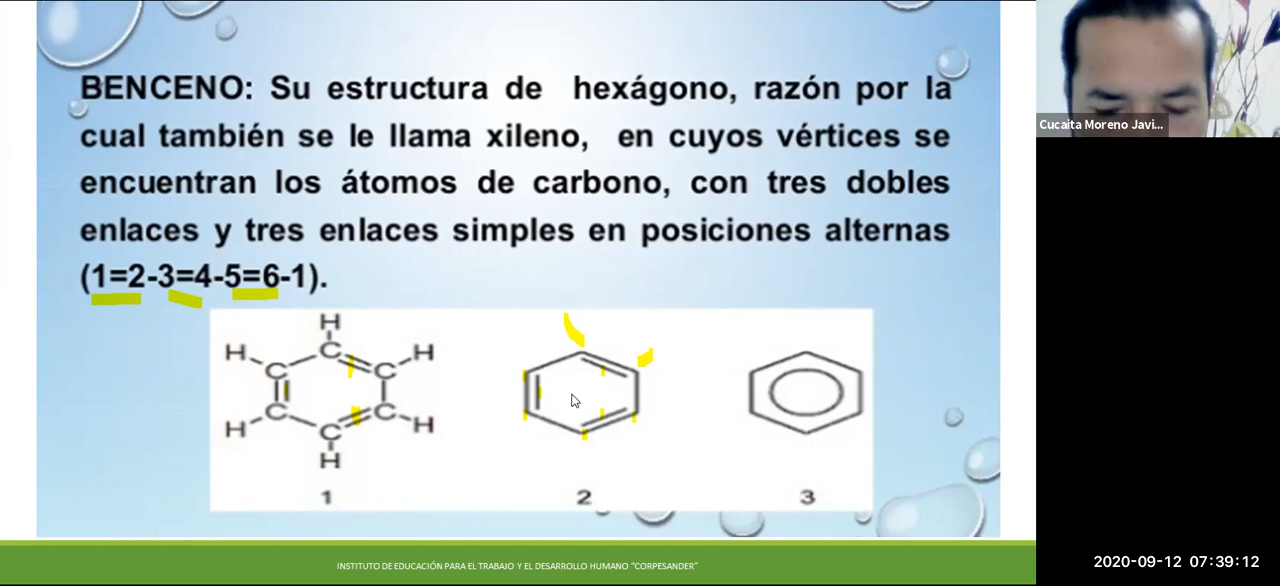 BENCENO: Su estructura de hexágono, razón por la
cual también se le llama xileno, en cuyos vértices se
encuentran los átomos de carbono, con tres dobles
enlaces y tres enlaces simples en posiciones alternas
(1=2-3=4-5=6-1).
H
H C H
C C
C C
H C H
H
1 2 3
INSTITUTO DE EDUCACIÓN PARA EL TRABAJO Y EL DESARROLLO HUMANO "CORPESANDER"
Cucaita Moreno Javi...
2020-09-12 07:39:12